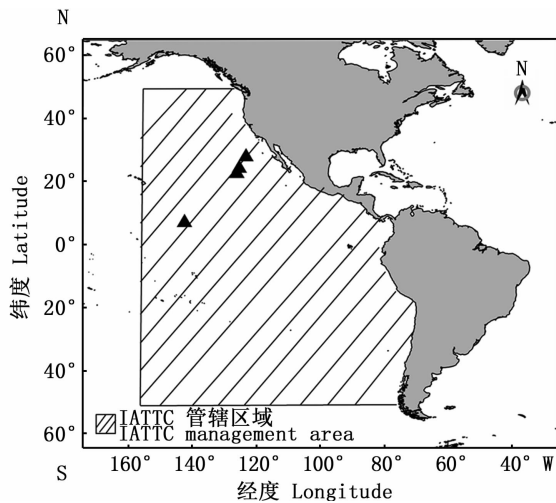 N
60°
40°
20°
0°
20°
40°
60°
S
纬度 Latitude
N
IATTC 管辖区域
IATTC management area
160° 140° 120° 100° 80° 60° 40° W
经度 Longitude